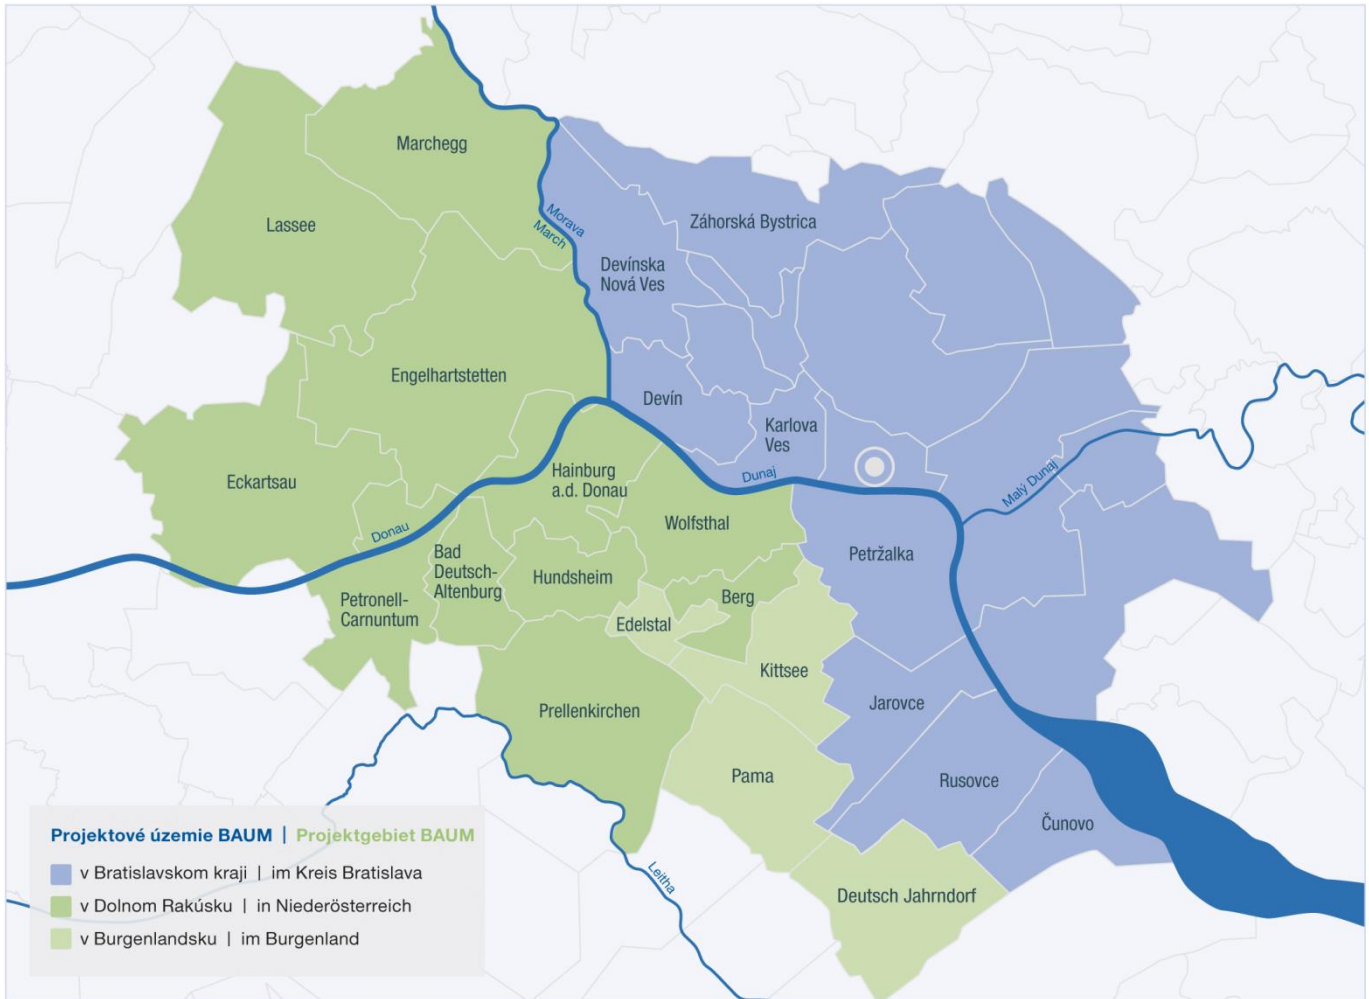 Marchegg
Lassee
Morava
March
Záhorská Bystrica
Devínska
Nová Ves
Engelhartstetten
Devín
Karlova
Ves
Eckartsau
Hainburg
a.d. Donau
Dunaj
Malý Dunaj
Donau
Wolfsthal
Petržalka
Bad
Deutsch-
Altenburg
Hundsheim
Petronell-
Carnuntum
Berg
Edelstal
Kittsee
Prellenkirchen
Jarovce
Pama
Rusovce
Čunovo
Leitha
Deutsch Jahrndorf
Projektové územie BAUM | Projektgebiet BAUM
v Bratislavskom kraji | im Kreis Bratislava
v Dolnom Rakúsku | in Niederösterreich
v Burgenlandsku | im Burgenland